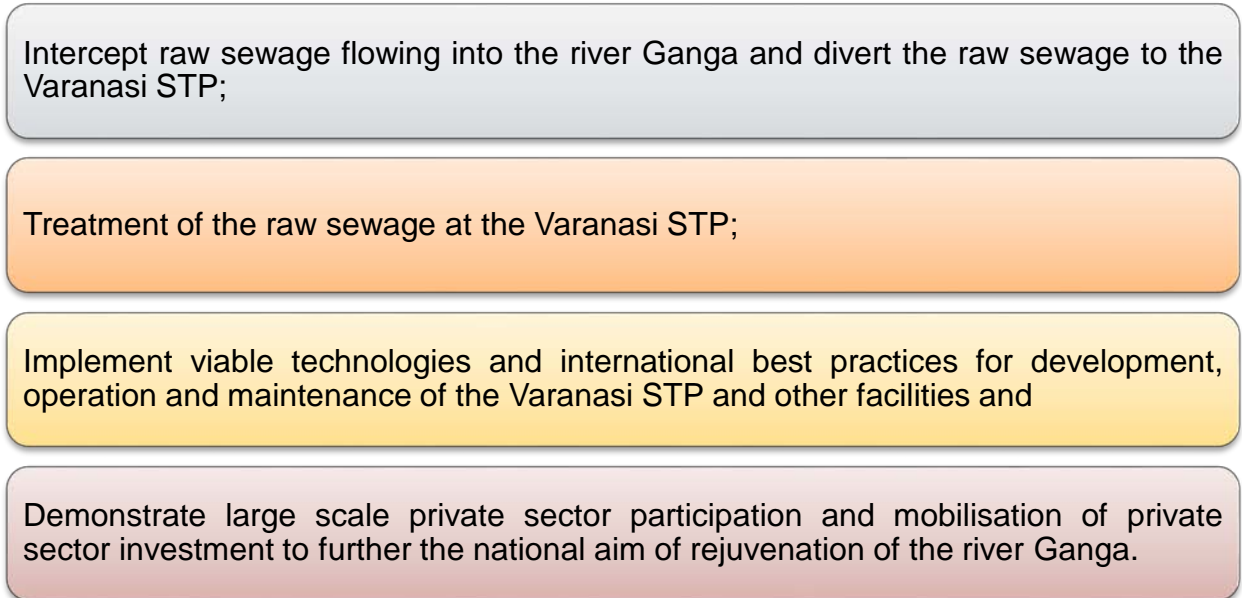 Intercept raw sewage flowing into the river Ganga and divert the raw sewage to the
Varanasi STP;
Treatment of the raw sewage at the Varanasi STP;
Implement viable technologies and international best practices for development,
operation and maintenance of the Varanasi STP and other facilities and
Demonstrate large scale private sector participation and mobilisation of private
sector investment to further the national aim of rejuvenation of the river Ganga.